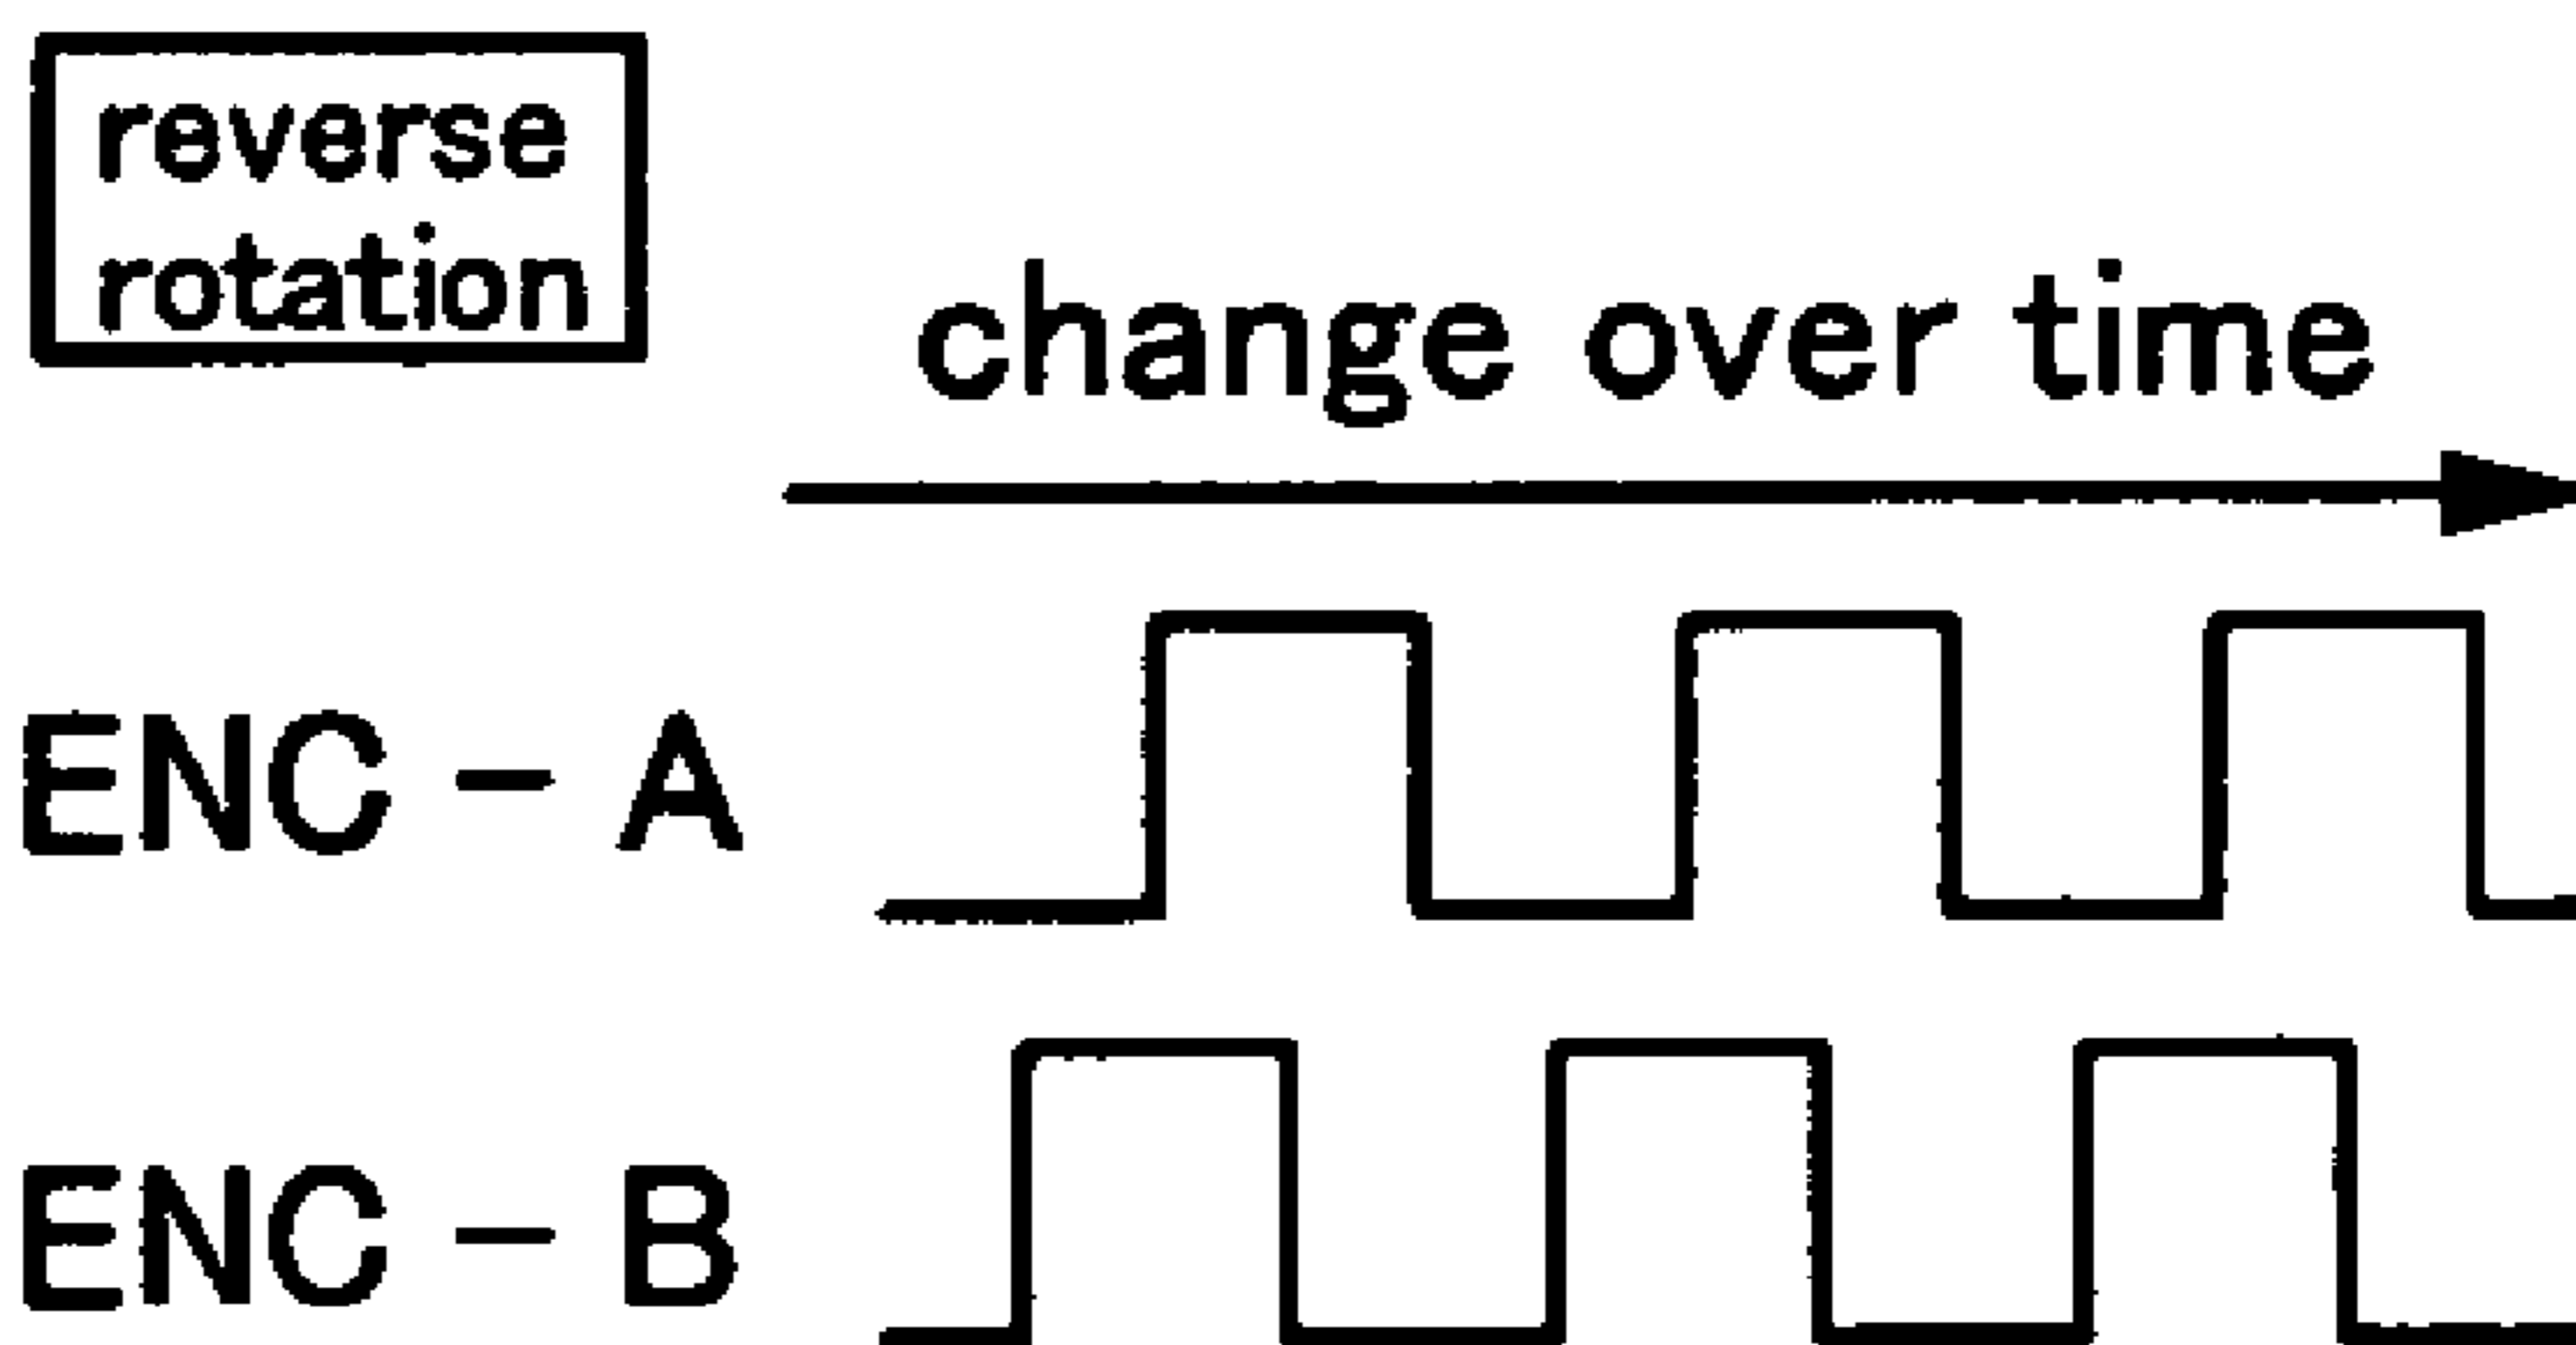 reverse
rotation
change over time
ENC - A
ENC - B